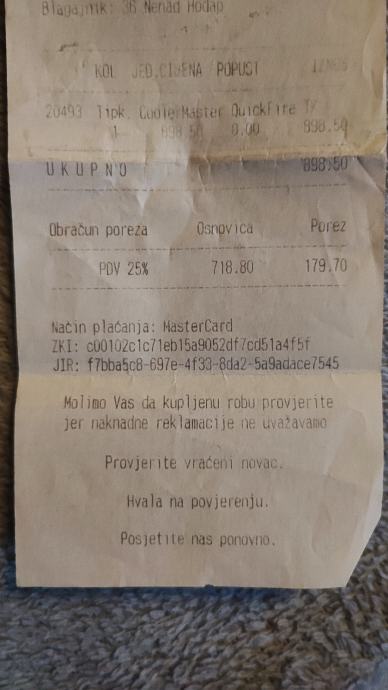 Blagajnik: 36 Nenad Hodap
KOL JED.CIJENA POPUST IZNOS
20493 Tipk. CoolerMaster QuickFire T
1 898.50 0.00 898.50
U K U P N O 898.50
Obračun poreza Osnovica Porez
PDV 25% 718.80 179.70
Način plaćanja: MasterCard
ZKI: c00102c1c71eb15a9052df7cd51a4f5f
JIR: f7bba5c8-697e-4f33-8da2-5a9adace7545
Molimo Vas da kupljenu robu provjerite
jer naknadne reklamacije ne uvažavamo
Provjerite vraćeni novac.
Hvala na povjerenju.
Posjetite nas ponovno.